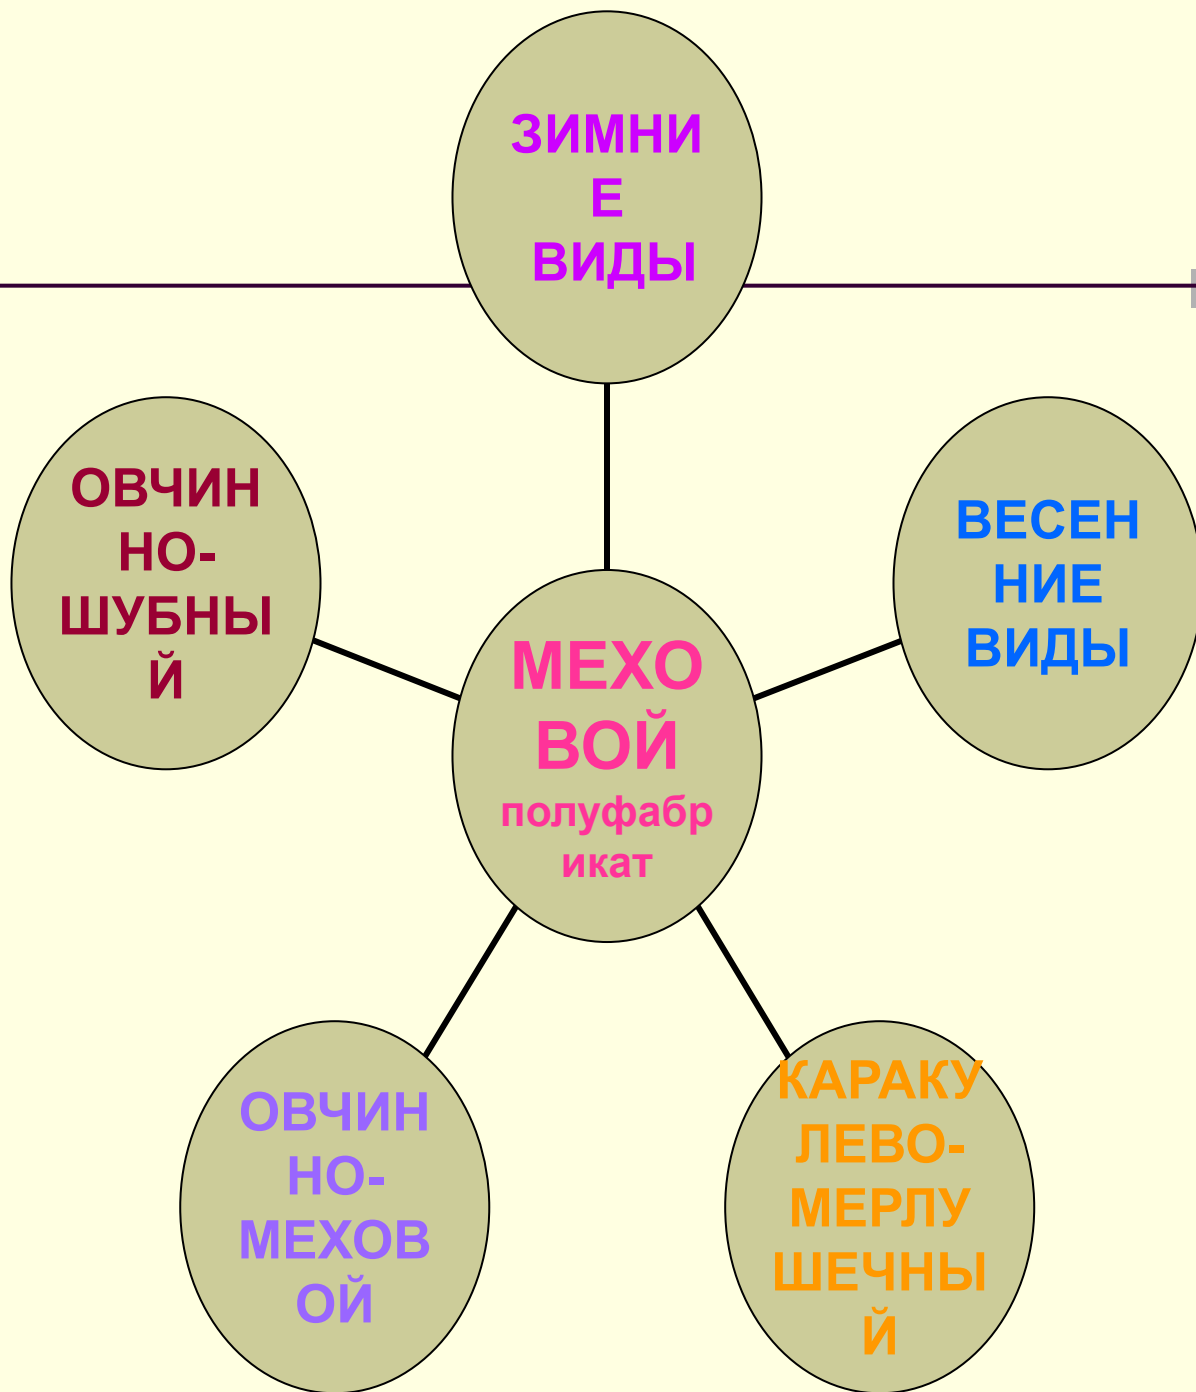 ЗИМНИ
Е
ВИДЫ
ОВЧИН
НО-
ШУБНЫ
Й
ВЕСЕН
НИЕ
ВИДЫ
МЕХО
ВОЙ
полуфабр
икат
ОВЧИН
НО-
МЕХОВ
ОЙ
КАРАКУ
ЛЕВО-
МЕРЛУ
ШЕЧНЫ
Й